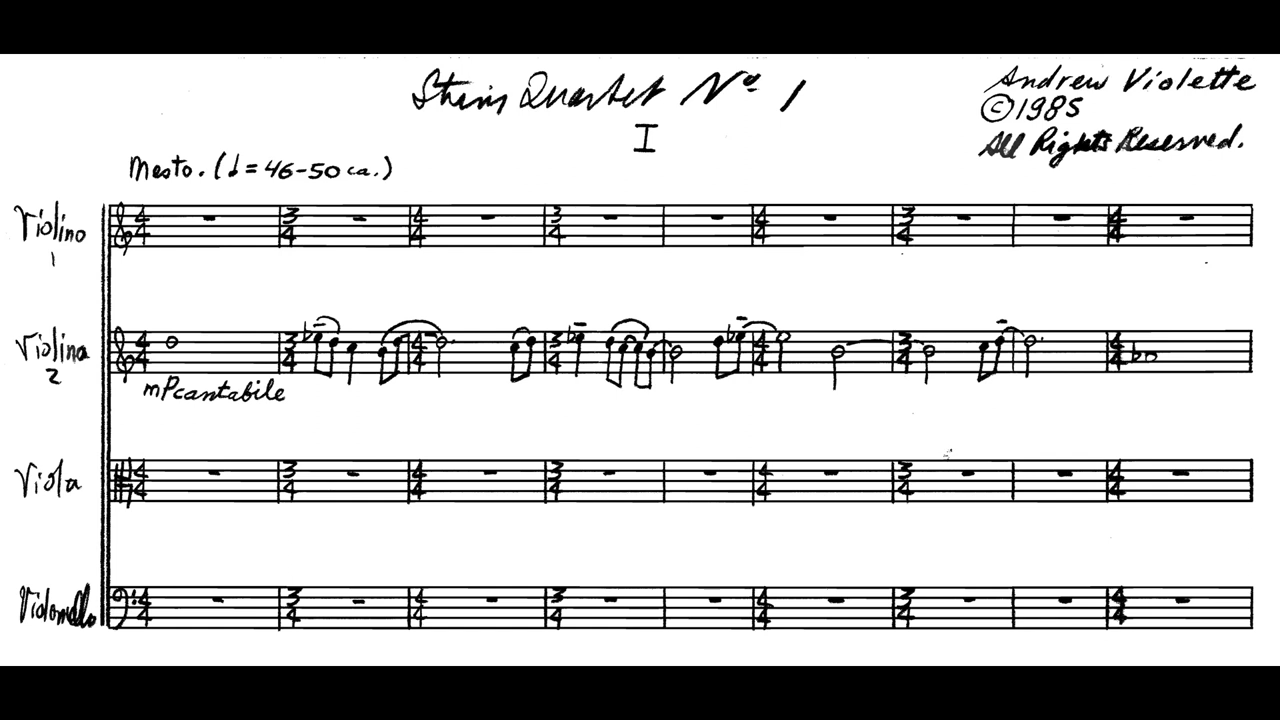 String Quartet Nº 1
Andrew Violette
© 1985
All Rights Reserved.
I
Mesto. (♩= 46-50 ca.)
Violino
1
Violino
2
mP cantabile
Viola
Violoncello